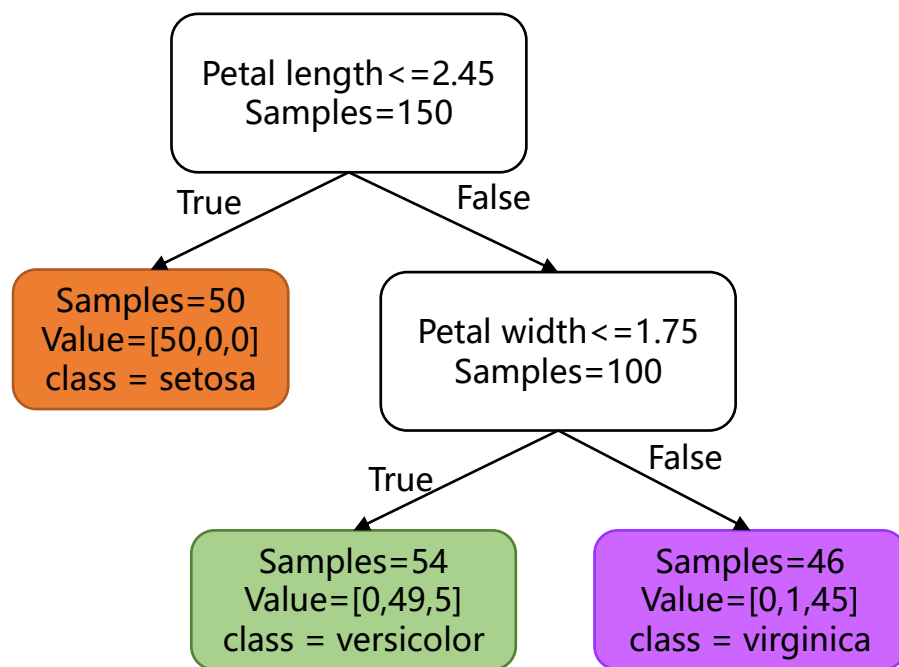 Petal length<=2.45
Samples=150
True
False
Samples=50
Value=[50,0,0]
class = setosa
Petal width<=1.75
Samples=100
True
False
Samples=54
Value=[0,49,5]
class = versicolor
Samples=46
Value=[0,1,45]
class = virginica